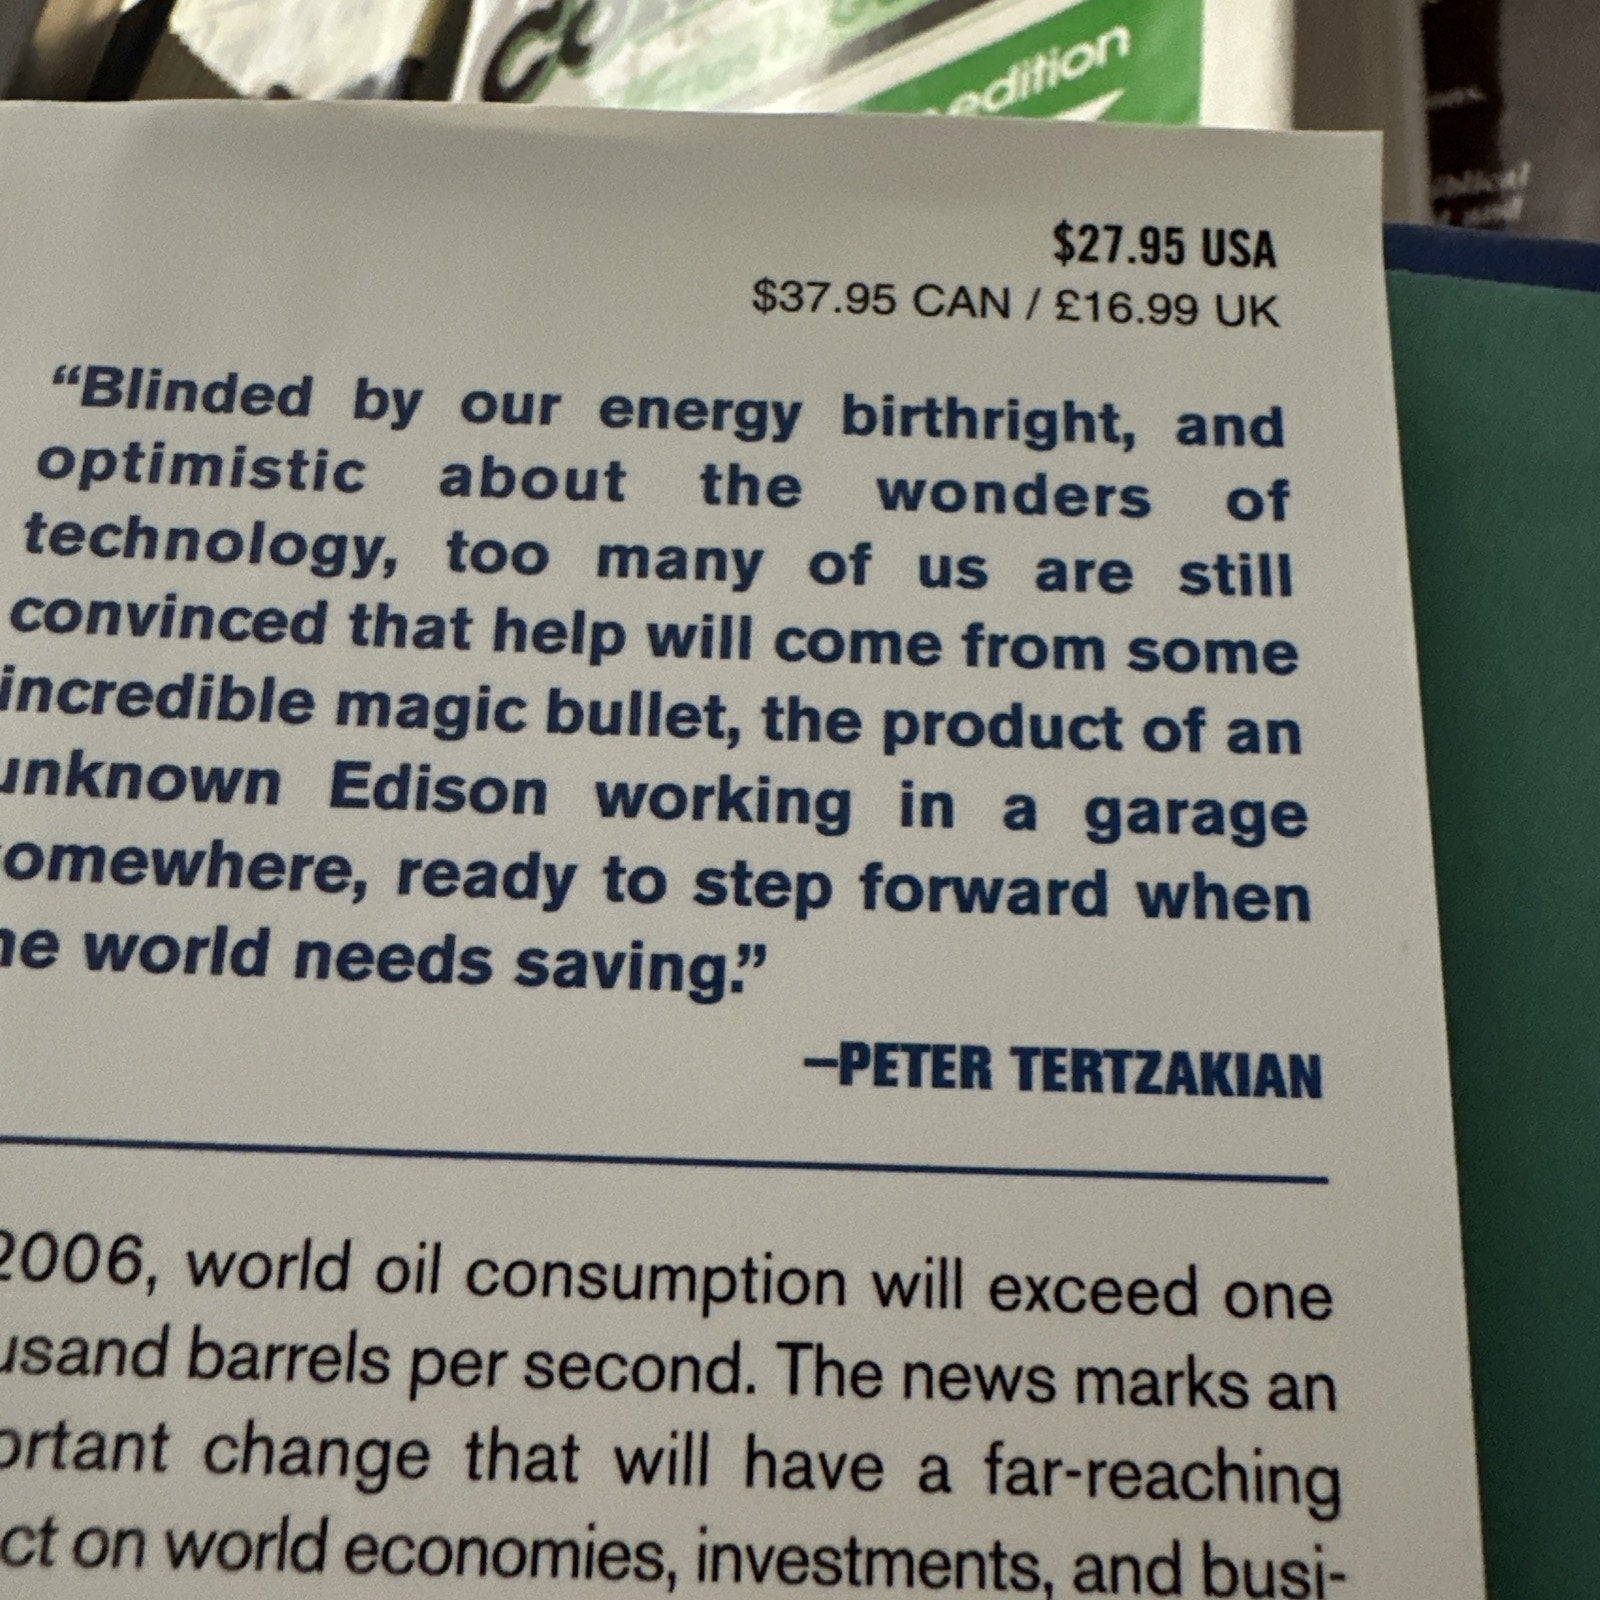 edition
$27.95 USA
$37.95 CAN / £16.99 UK
“Blinded by our energy birthright, and
optimistic about the wonders of
technology, too many of us are still
convinced that help will come from some
incredible magic bullet, the product of an
unknown Edison working in a garage
omewhere, ready to step forward when
he world needs saving.”
–PETER TERTZAKIAN
2006, world oil consumption will exceed one
usand barrels per second. The news marks an
ortant change that will have a far-reaching
ct on world economies, investments, and busi-